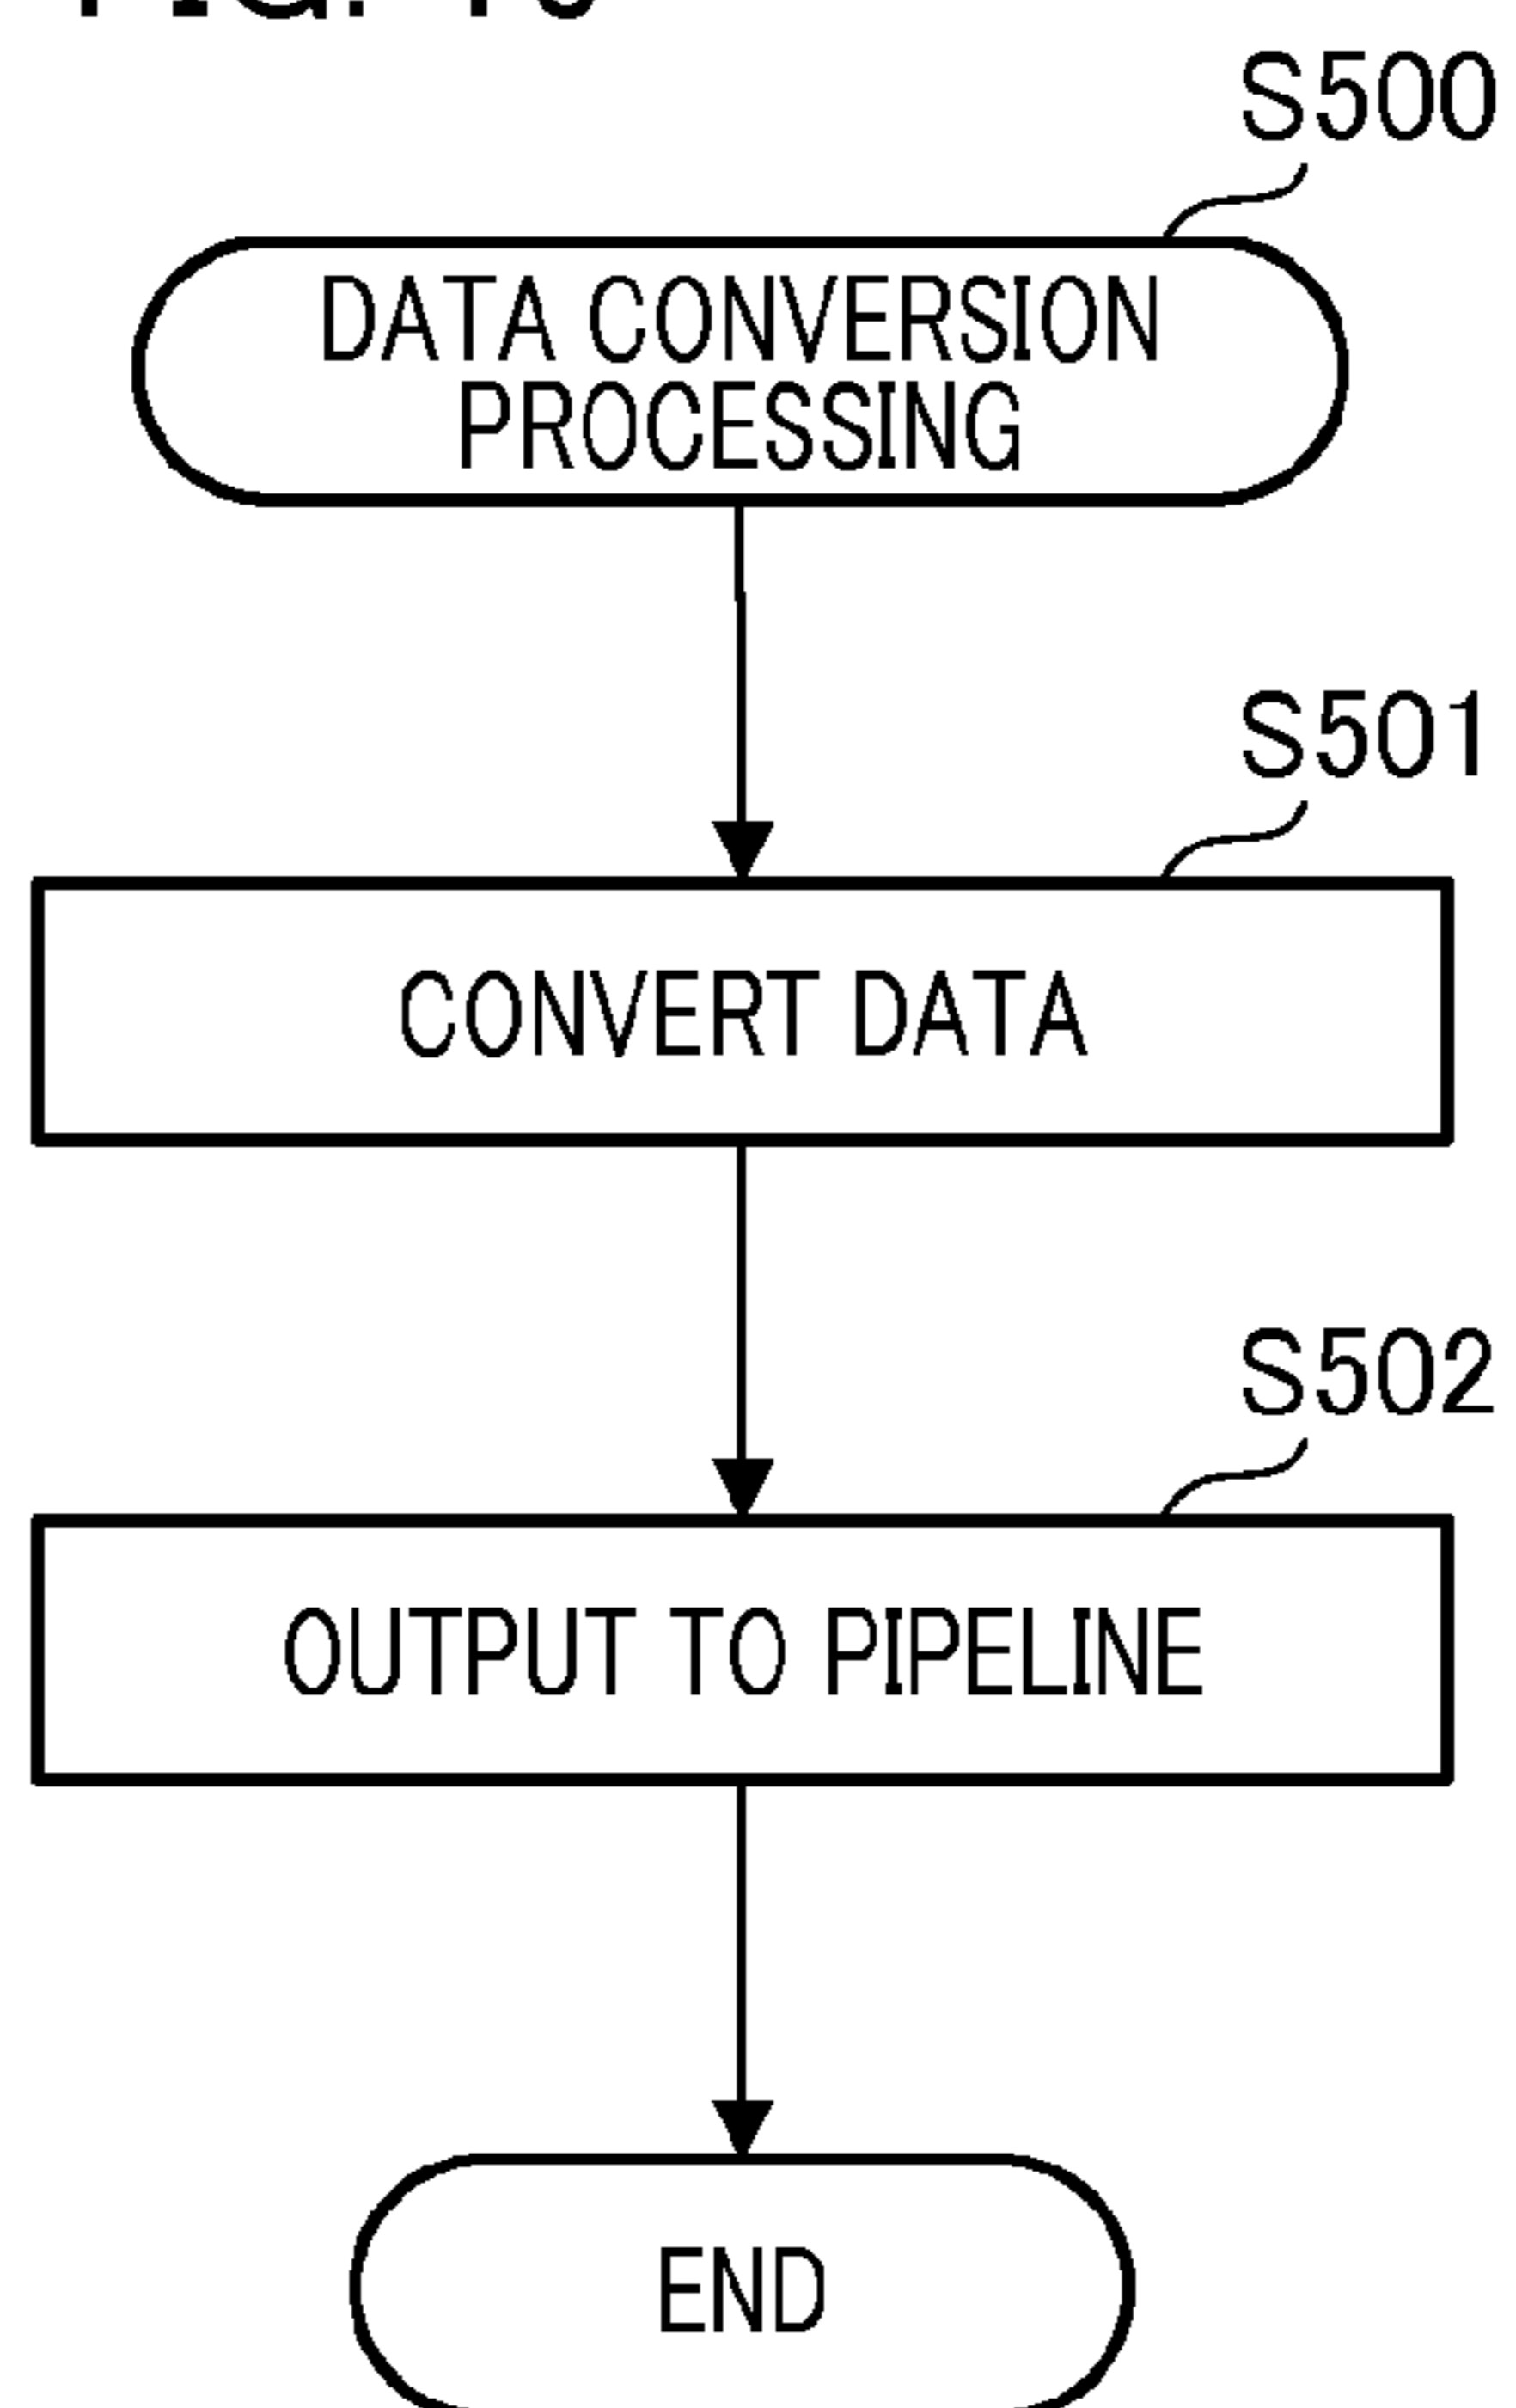 S500
DATA CONVERSION
PROCESSING
S501
CONVERT DATA
S502
OUTPUT TO PIPELINE
END